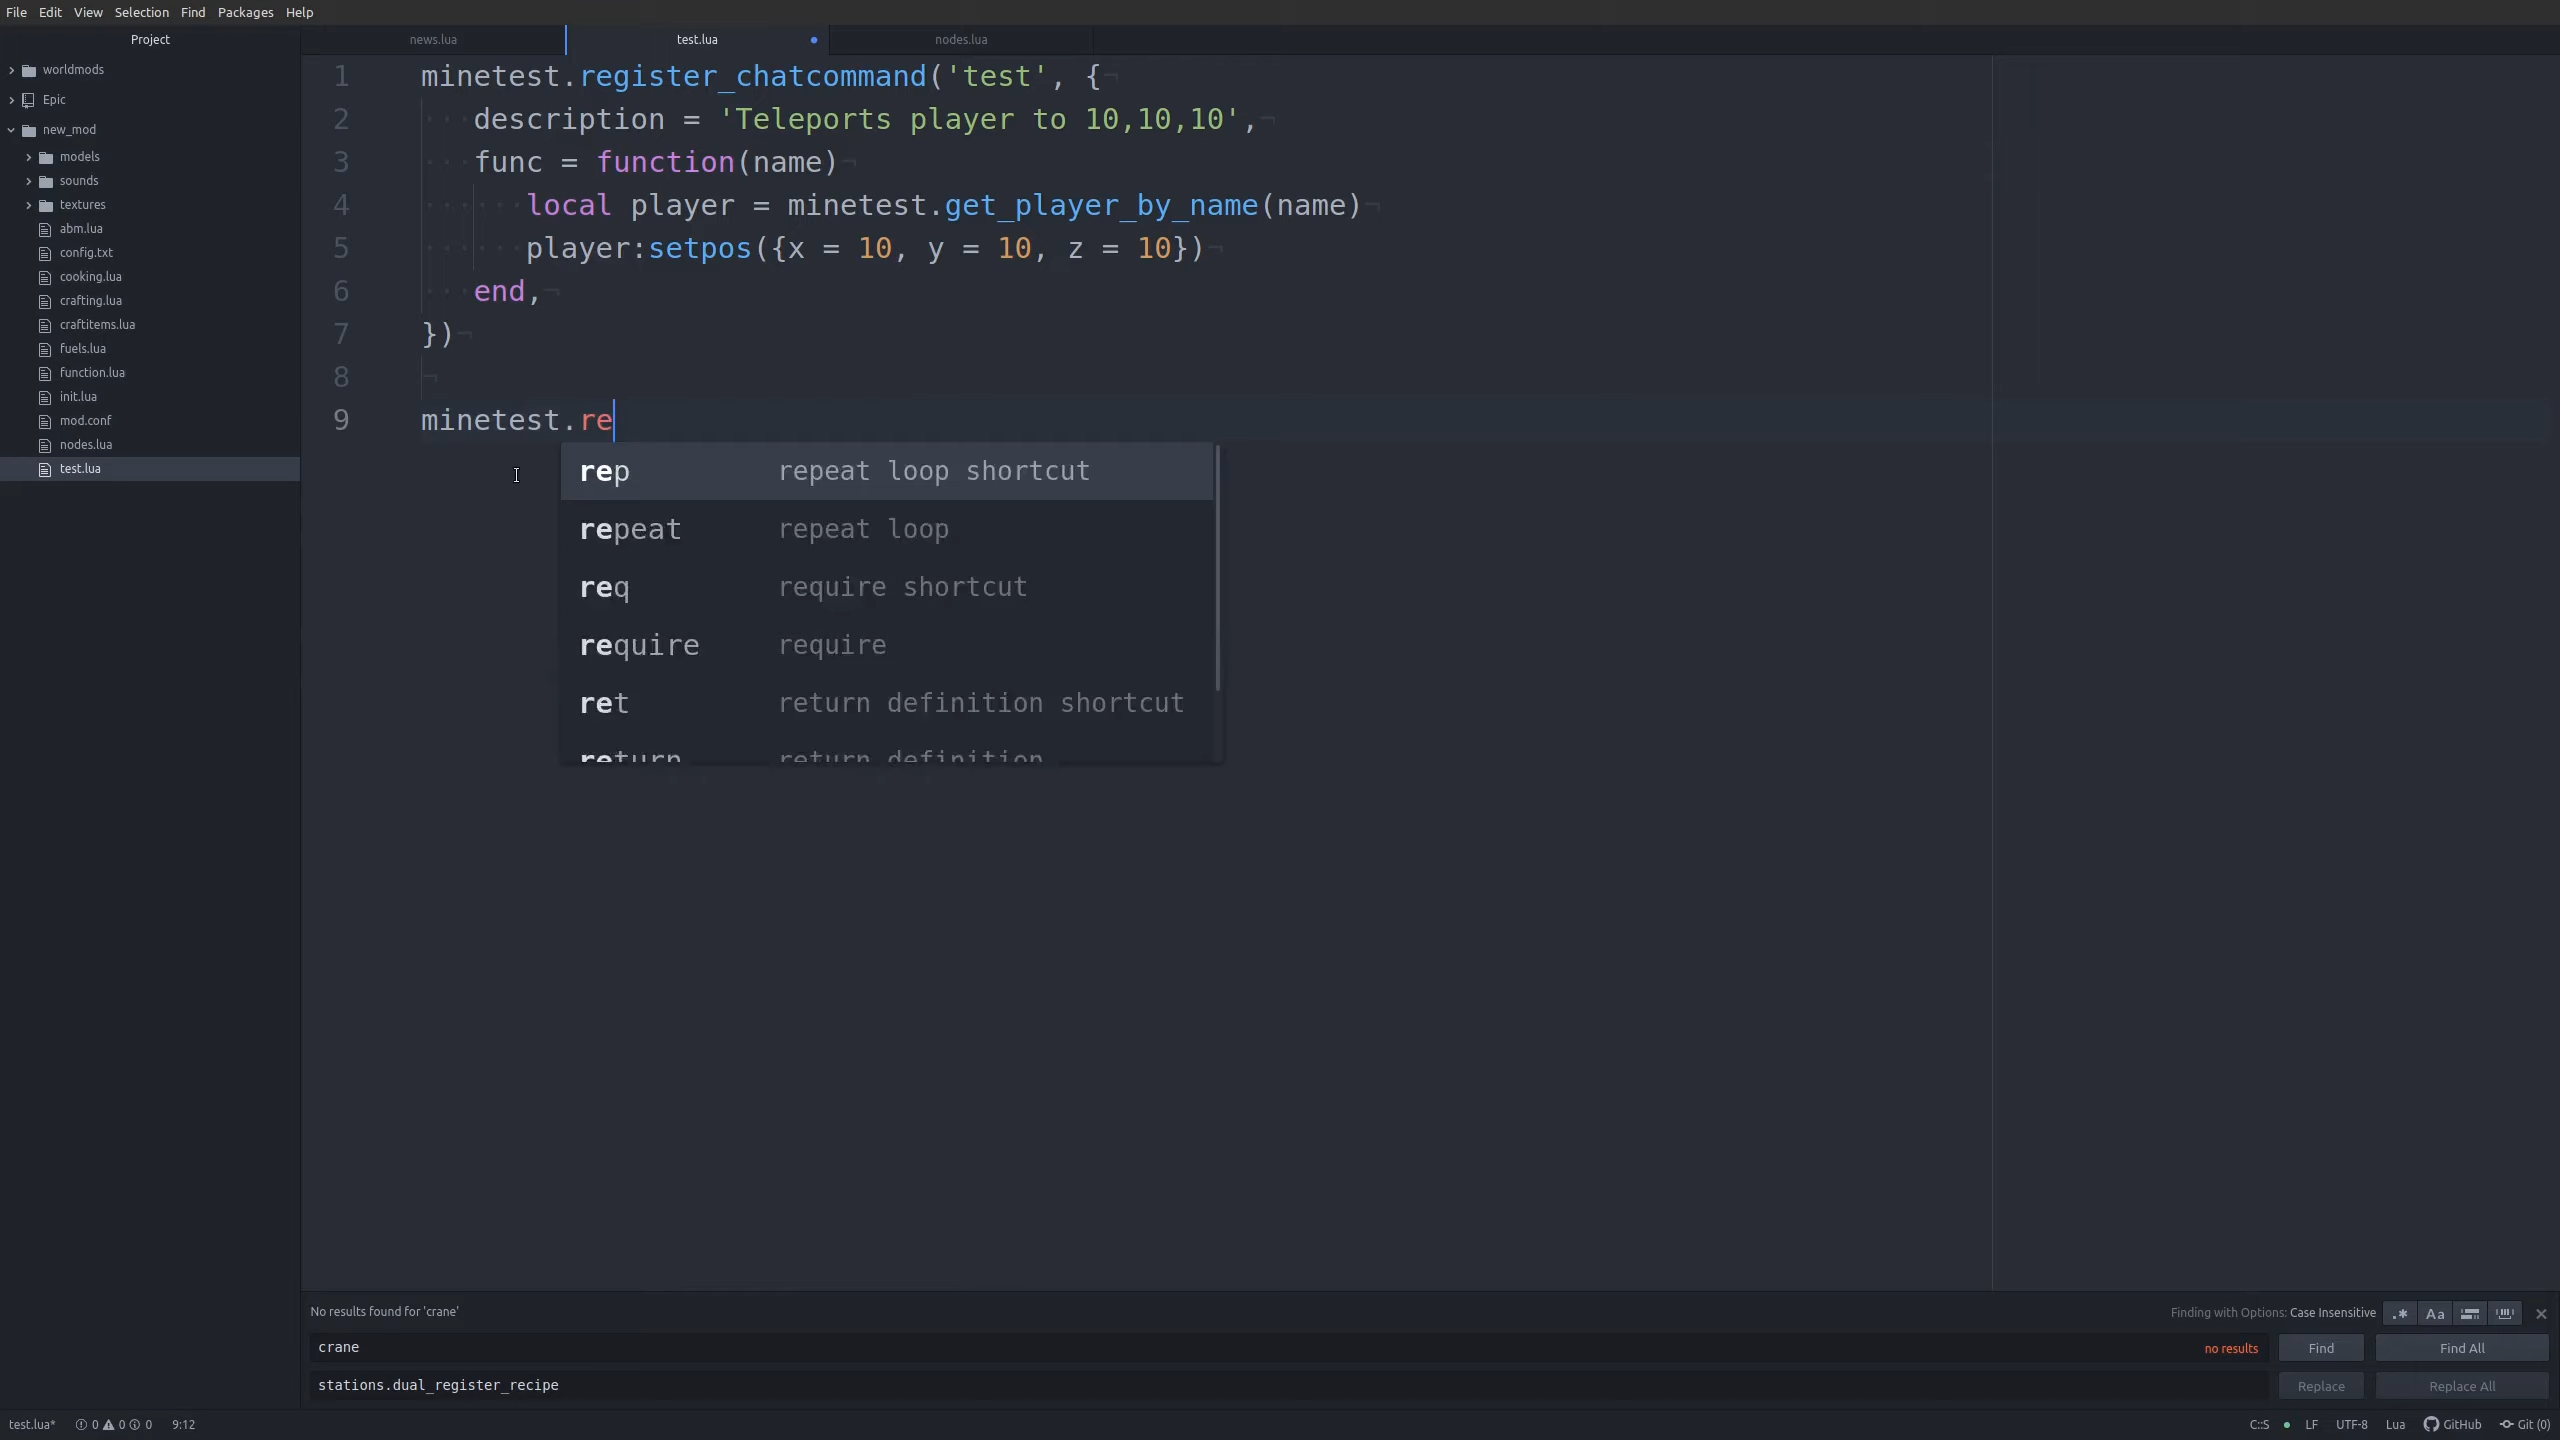 File Edit View Selection Find Packages Help
Project
worldmods
Epic
new_mod
models
sounds
textures
abm.lua
config.txt
cooking.lua
crafting.lua
craftitems.lua
fuels.lua
function.lua
init.lua
mod.conf
nodes.lua
test.lua
news.lua test.lua nodes.lua
1 minetest.register_chatcommand('test', {
2 description = 'Teleports player to 10,10,10',
3 func = function(name)
4 local player = minetest.get_player_by_name(name)
5 player:setpos({x = 10, y = 10, z = 10})
6 end,
7 })
8
9 minetest.re
rep repeat loop shortcut
repeat repeat loop
req require shortcut
require require
ret return definition shortcut
return return definition
No results found for 'crane' Finding with Options: Case Insensitive .* Aa
crane no results Find Find All
stations.dual_register_recipe Replace Replace All
test.lua* 0 0 0 9:12 C::S LF UTF-8 Lua GitHub Git (0)